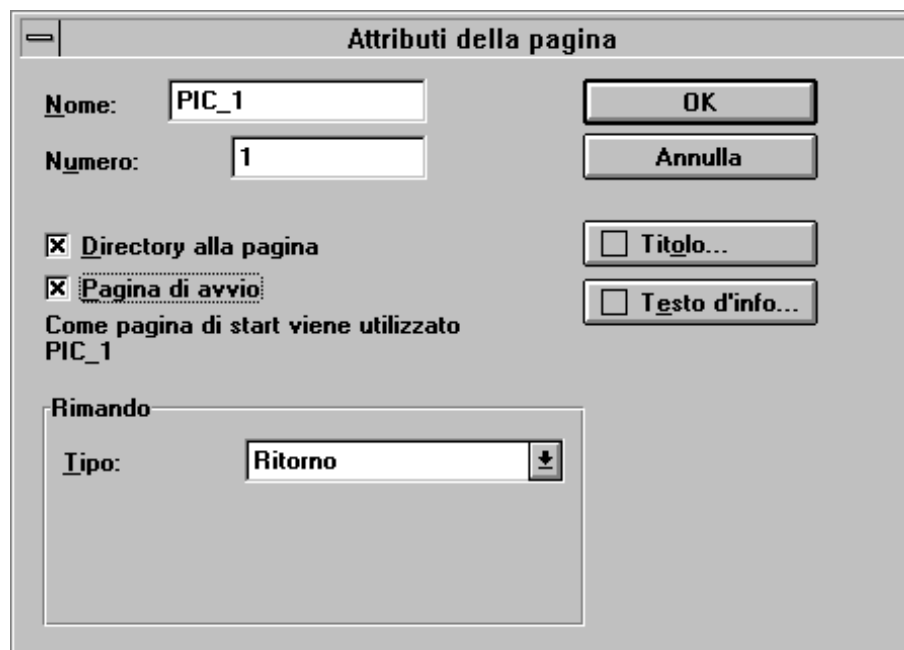 Attributi della pagina
Nome: PIC_1
OK
Numero: 1
Annulla
Directory alla pagina
Titolo...
Pagina di avvio
Testo d'info...
Come pagina di start viene utilizzato
PIC_1
Rimando
Tipo: Ritorno